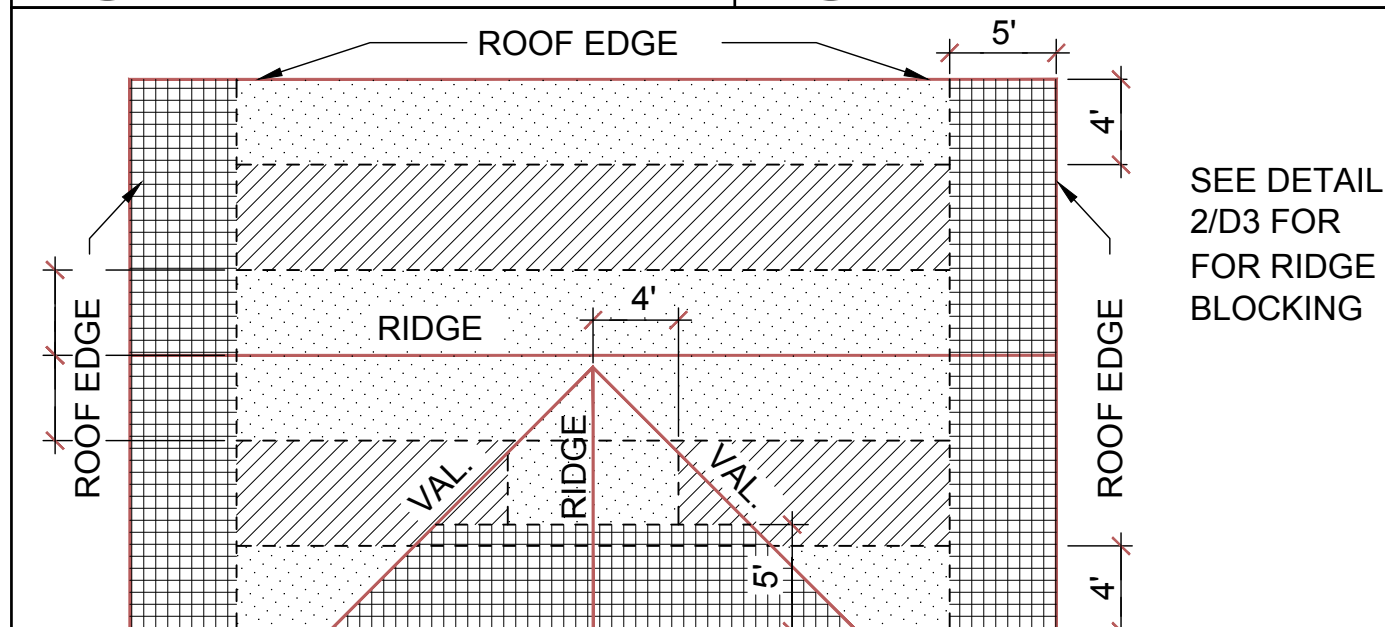 ROOF EDGE
5'
4'
SEE DETAIL
2/D3 FOR
FOR RIDGE
BLOCKING
ROOF EDGE
RIDGE
4'
ROOF EDGE
VAL.
RIDGE
VAL.
5'
4'